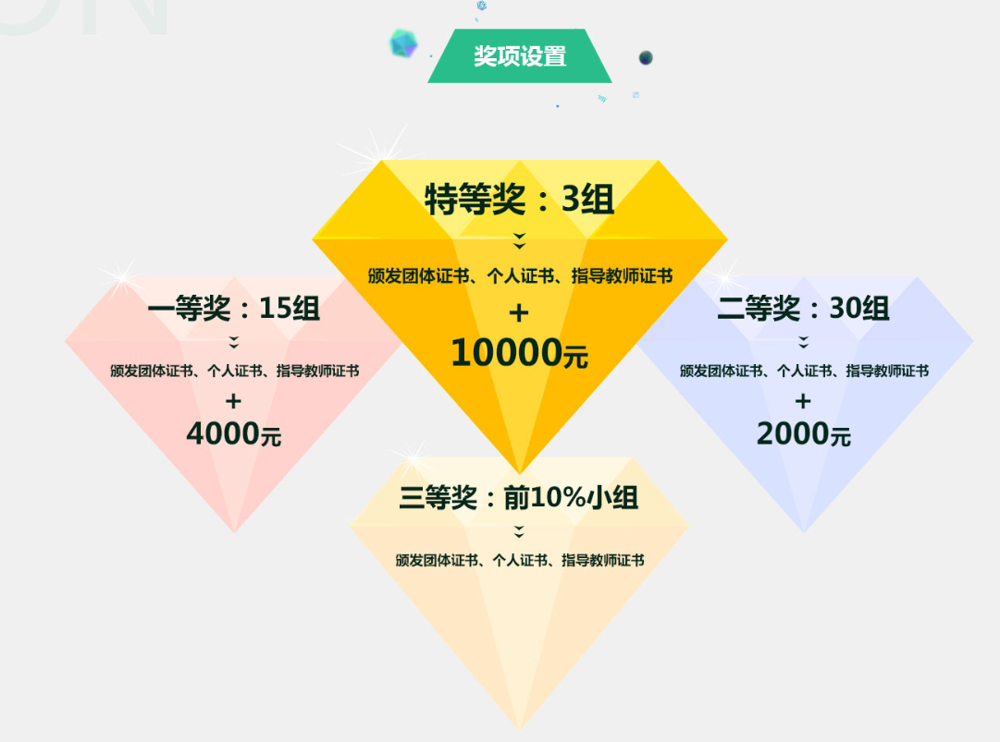 ON
奖项设置
特等奖：3组
颁发团体证书、个人证书、指导教师证书
+
10000元
一等奖：15组
颁发团体证书、个人证书、指导教师证书
+
4000元
二等奖：30组
颁发团体证书、个人证书、指导教师证书
+
2000元
三等奖：前10%小组
颁发团体证书、个人证书、指导教师证书